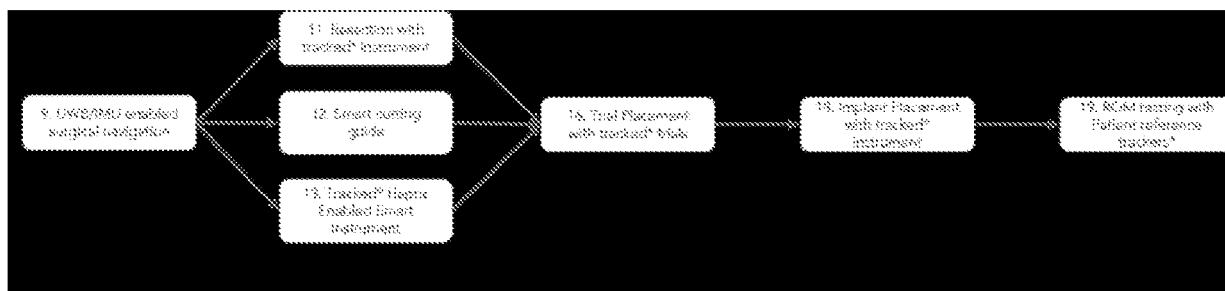 9. UWB/IMU enabled
surgical navigation
11. Resection with
tracked* Instrument
12. Smart cutting
guide
13. Tracked* Haptic
Enabled Smart
Instrument
16. Trial Placement
with tracked* trials
18. Implant Placement
with tracked*
Instrument
19. ROM testing with
Patient reference
trackers*